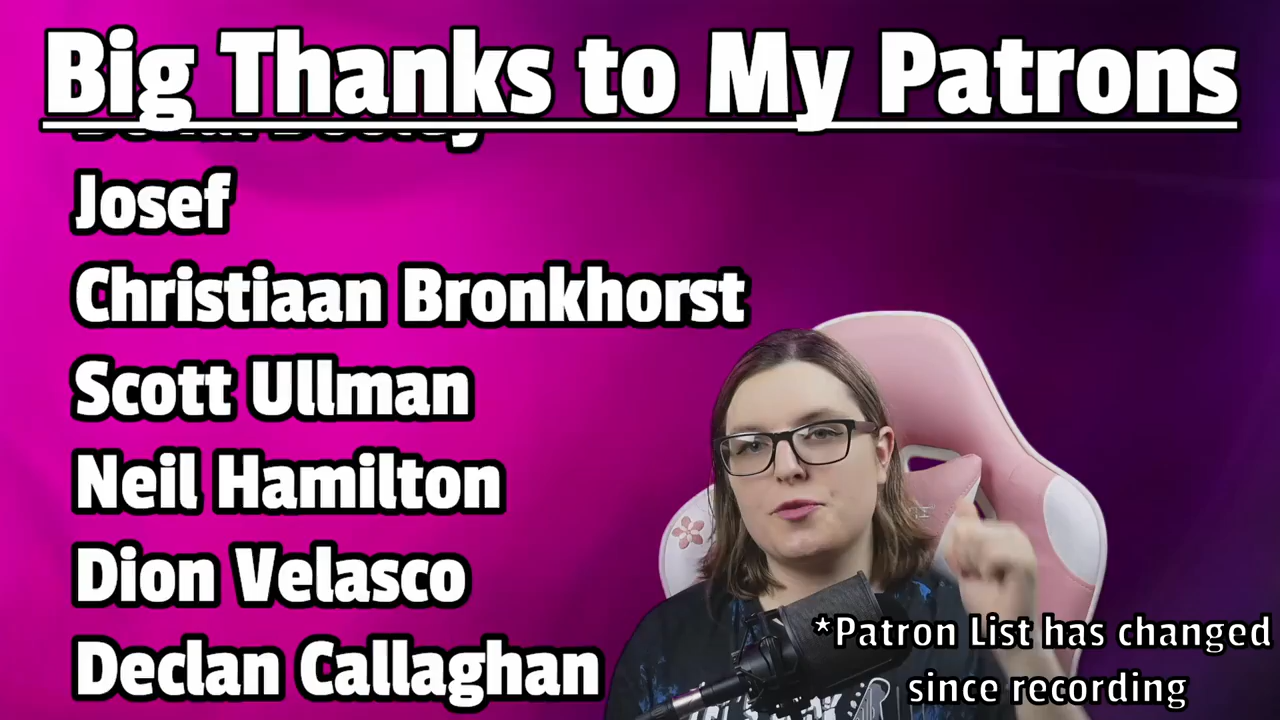 Big Thanks to My Patrons
Josef
Christiaan Bronkhorst
Scott Ullman
Neil Hamilton
Dion Velasco
Declan Callaghan
*Patron List has changed
since recording